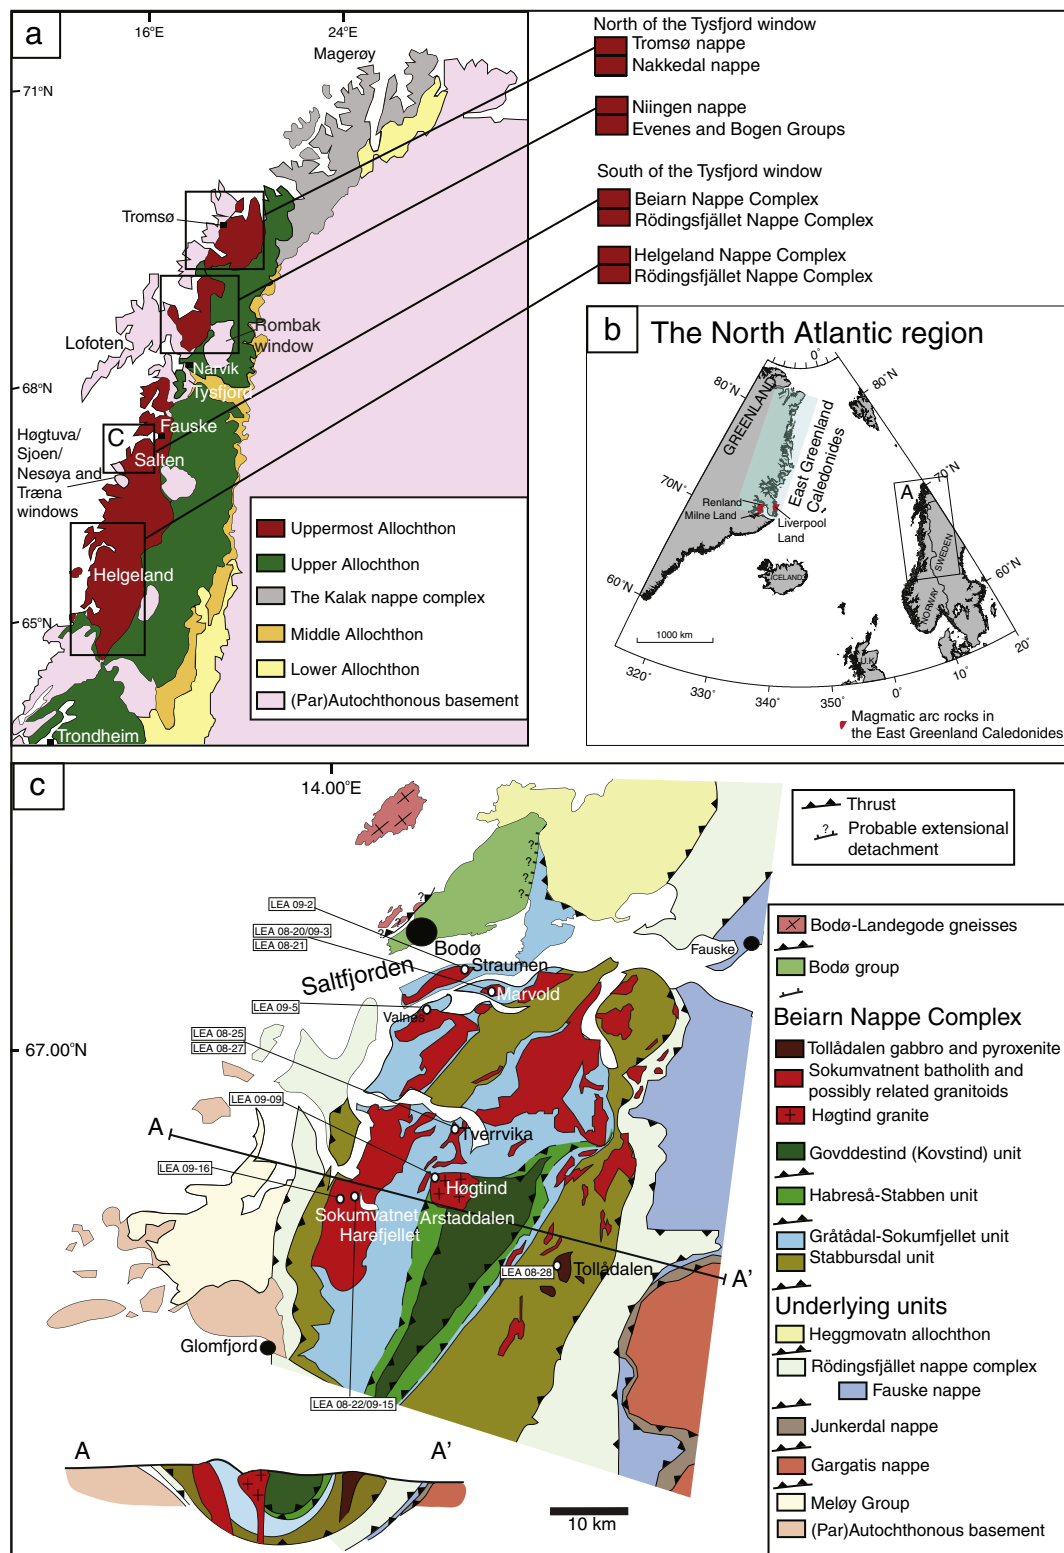 a
16°E
24°E
Magerøy
71°N
Tromsø
Lofoten
Rombak
window
Narvik
68°N
Tysfjord
Høgtuva/
Sjoen/
Nesøya and
Træna
windows
C
Fauske
Salten
Helgeland
65°N
Trondheim
Uppermost Allochthon
Upper Allochthon
The Kalak nappe complex
Middle Allochthon
Lower Allochthon
(Par)Autochthonous basement
North of the Tysfjord window
Tromsø nappe
Nakkedal nappe
Niingen nappe
Evenes and Bogen Groups
South of the Tysfjord window
Beiarn Nappe Complex
Rödingsfjället Nappe Complex
Helgeland Nappe Complex
Rödingsfjället Nappe Complex
b
The North Atlantic region
0°
80°N
80°N
GREENLAND
East Greenland
Caledonides
70°N
70°N
A
Renland
Milne Land
Liverpool
Land
ICELAND
SWEDEN
NORWAY
U.K.
60°N
60°N
1000 km
320°
330°
340°
350°
0°
10°
20°
Magmatic arc rocks in
the East Greenland Caledonides
c
14.00°E
Thrust
? Probable extensional
detachment
LEA 09-2
LEA 08-20/09-3
LEA 08-21
?
?
?
?
?
?
Bodø
Fauske
Saltfjorden
Straumen
Marvold
LEA 09-5
Valnes
LEA 08-25
LEA 08-27
67.00°N
LEA 09-09
A
Tverrvika
LEA 09-16
Høgtind
Sokumvatnet
Arstaddalen
Harefjellet
LEA 08-28
Tollådalen
A'
Glomfjord
LEA 08-22/09-15
A
A'
10 km
Bodø-Landegode gneisses
Bodø group
Beiarn Nappe Complex
Tollådalen gabbro and pyroxenite
Sokumvatnent batholith and
possibly related granitoids
Høgtind granite
Govddestind (Kovstind) unit
Habreså-Stabben unit
Gråtådal-Sokumfjellet unit
Stabbursdal unit
Underlying units
Heggmovatn allochthon
Rödingsfjället nappe complex
Fauske nappe
Junkerdal nappe
Gargatis nappe
Meløy Group
(Par)Autochthonous basement